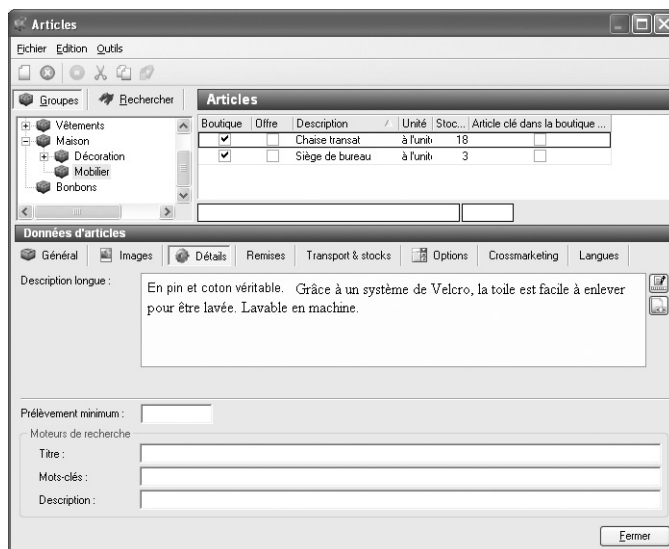 Articles
Fichier Edition Outils
Groupes Rechercher
Articles
Vêtements
Maison
Décoration
Mobilier
Bonbons
Boutique Offre Description Unité Stoc... Article clé dans la boutique ...
Chaise transat à l'unit 18
Siège de bureau à l'unit 3
Données d'articles
Général Images Détails Remises Transport & stocks Options Crossmarketing Langues
Description longue :
En pin et coton véritable. Grâce à un système de Velcro, la toile est facile à enlever
pour être lavée. Lavable en machine.
Prélèvement minimum :
Moteurs de recherche
Titre :
Mots-clés :
Description :
Fermer